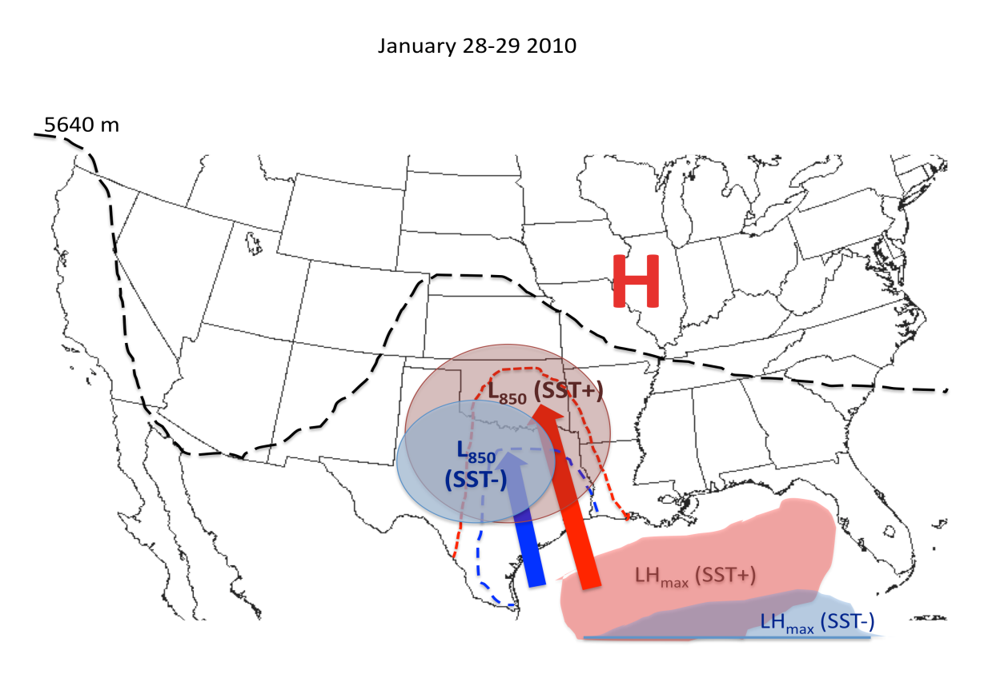 January 28-29 2010
5640 m
H
L850 (SST+)
L850
(SST-)
LHmax (SST+)
LHmax (SST-)